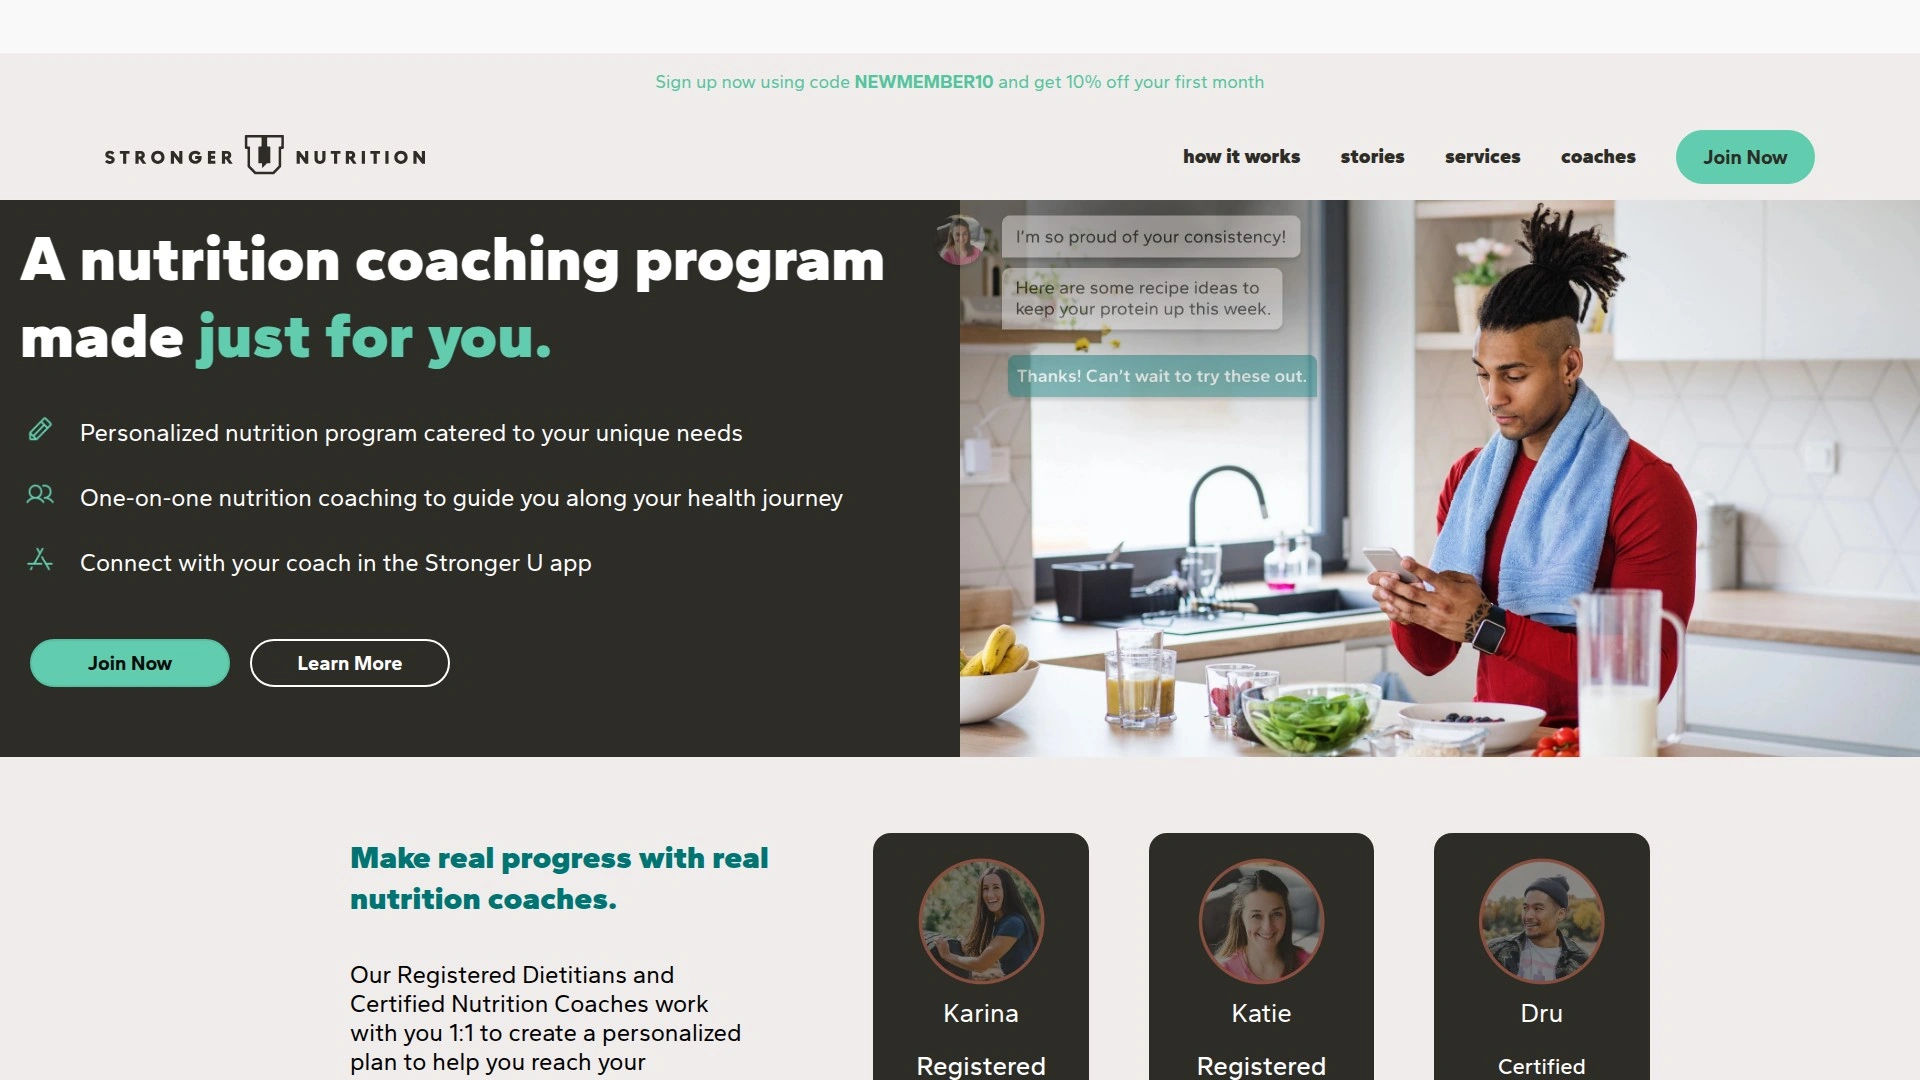 Sign up now using code NEWMEMBER10 and get 10% off your first month
STRONGER U NUTRITION
how it works stories services coaches Join Now
A nutrition coaching program
made just for you.
Personalized nutrition program catered to your unique needs
One-on-one nutrition coaching to guide you along your health journey
Connect with your coach in the Stronger U app
Join Now Learn More
I'm so proud of your consistency!
Here are some recipe ideas to
keep your protein up this week.
Thanks! Can't wait to try these out.
Make real progress with real
nutrition coaches.
Our Registered Dietitians and
Certified Nutrition Coaches work
with you 1:1 to create a personalized
plan to help you reach your
Karina
Registered
Katie
Registered
Dru
Certified